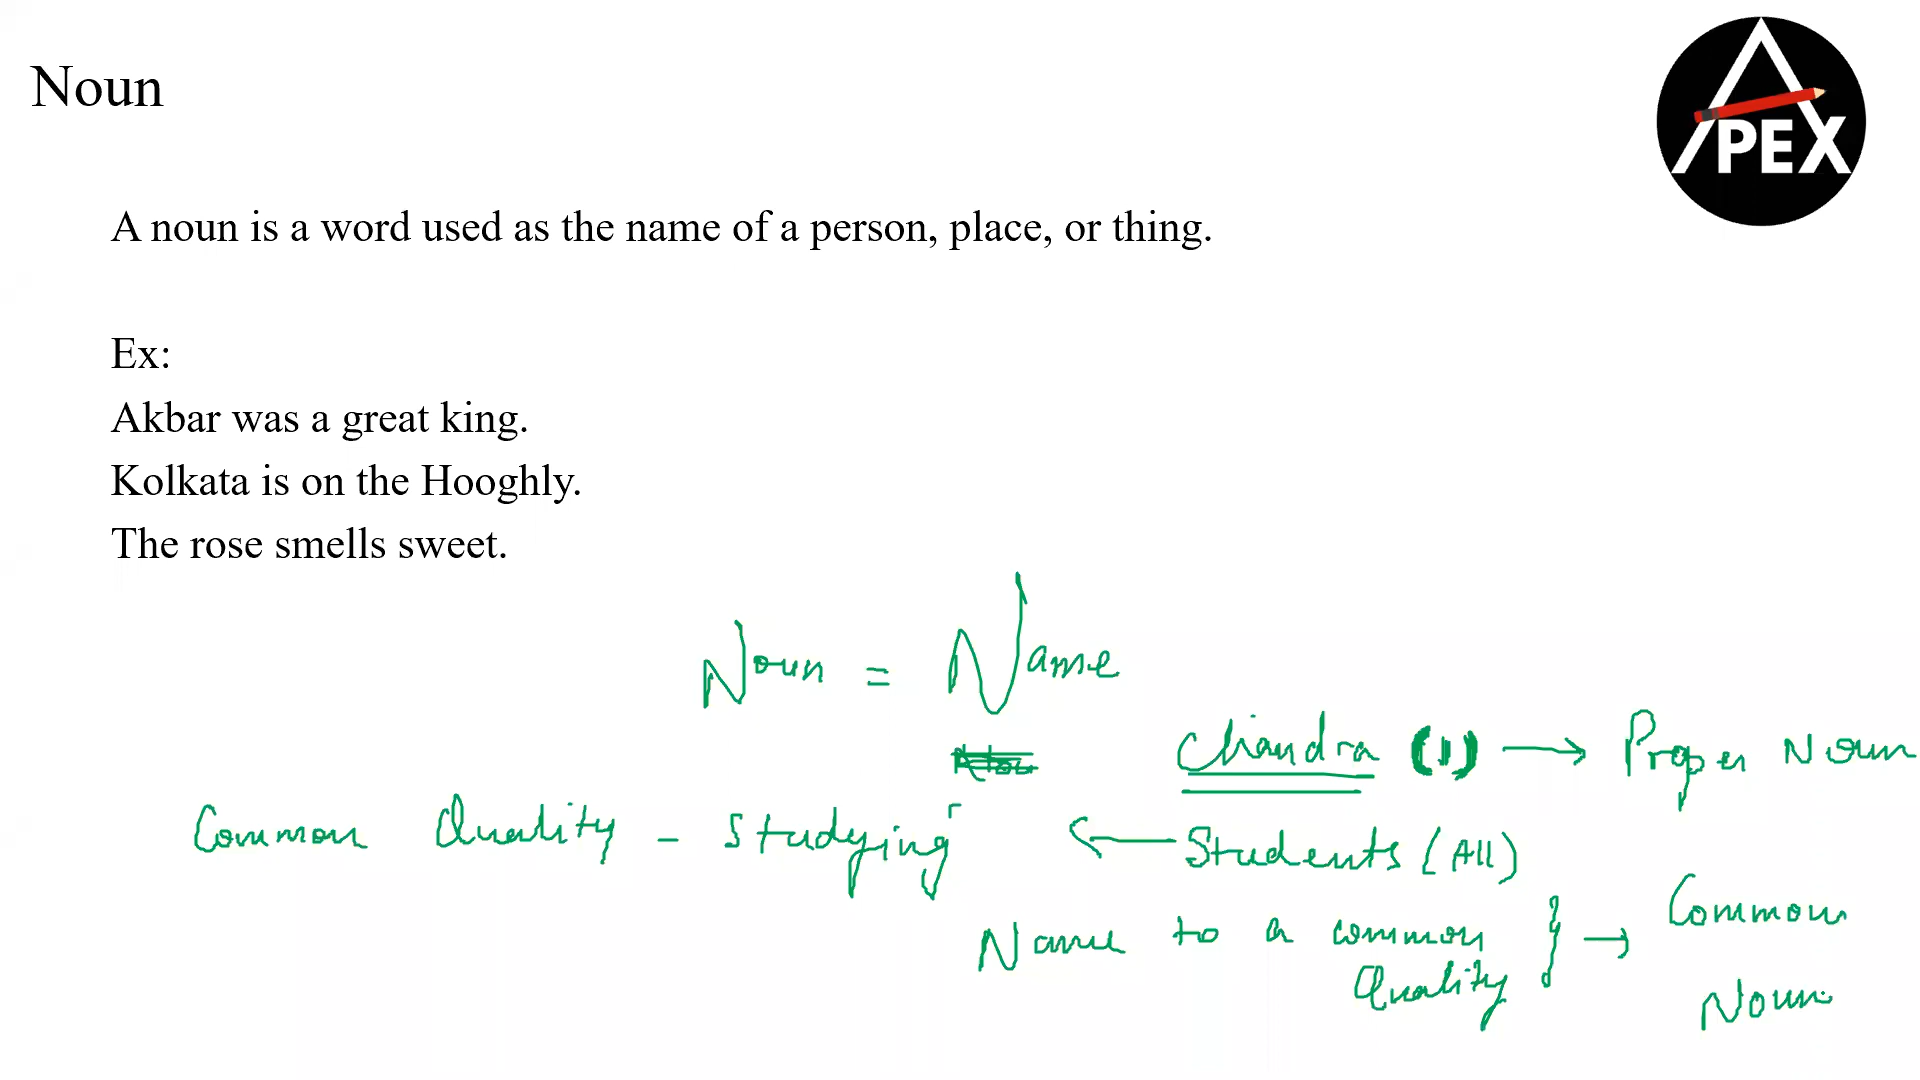 Noun
APEX
A noun is a word used as the name of a person, place, or thing.
Ex:
Akbar was a great king.
Kolkata is on the Hooghly.
The rose smells sweet.
Noun = Name
Chandra (1) → Proper Noun
Common Quality - Studying ← Students (All)
Name to a common Quality } → Common Noun